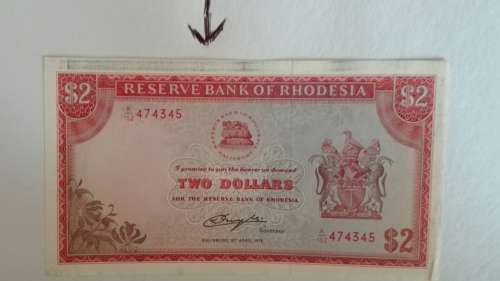 RESERVE BANK OF RHODESIA
$2
474345
I promise to pay the bearer on demand
TWO DOLLARS
FOR THE RESERVE BANK OF RHODESIA
Governor
474345
$2